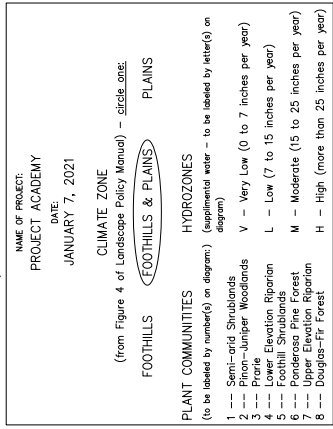 NAME OF PROJECT:
PROJECT ACADEMY
DATE:
JANUARY 7, 2021
CLIMATE ZONE
(from Figure 4 of Landscape Policy Manual) – circle one:
FOOTHILLS FOOTHILLS & PLAINS PLAINS
PLANT COMMUNITITES
(to be labeled by number(s) on diagram:)
1 –– Semi–arid Shrublands
2 –– Pinon–Juniper Woodlands
3 –– Prarie
4 –– Lower Elevation Riparian
5 –– Foothill Shrublands
6 –– Ponderosa Pine Forest
7 –– Upper Elevation Riparian
8 –– Douglas–Fir Forest
HYDROZONES
(supplimental water – to be labeled by letter(s) on
diagram)
V – Very Low (0 to 7 inches per year)
L – Low (7 to 15 inches per year)
M – Moderate (15 to 25 inches per year)
H – High (more than 25 inches per year)